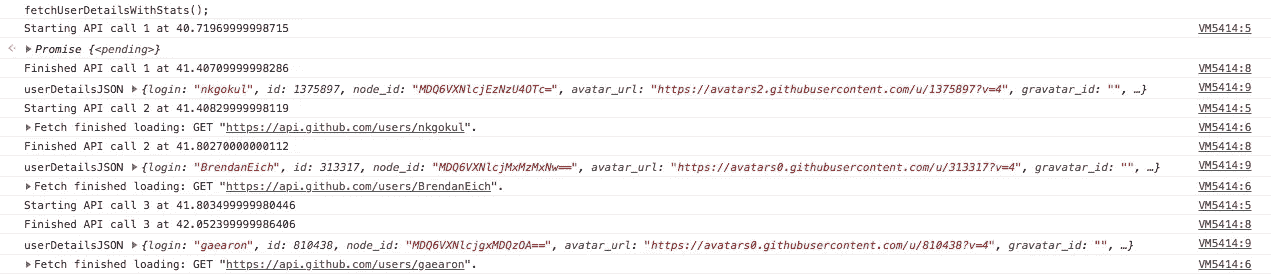 fetchUserDetailsWithStats();
Starting API call 1 at 40.71969999998715 VM5414:5
Promise {<pending>}
Finished API call 1 at 41.40709999998286 VM5414:8
userDetailsJSON {login: "nkgokul", id: 1375897, node_id: "MDQ6VXNlcjEzNzU4OTc=", avatar_url: "https://avatars2.githubusercontent.com/u/1375897?v=4", gravatar_id: "", …} VM5414:9
Starting API call 2 at 41.40829999998119 VM5414:5
Fetch finished loading: GET "https://api.github.com/users/nkgokul". VM5414:6
Finished API call 2 at 41.80270000000112 VM5414:8
userDetailsJSON {login: "BrendanEich", id: 313317, node_id: "MDQ6VXNlcjMxMzMxNw==", avatar_url: "https://avatars0.githubusercontent.com/u/313317?v=4", gravatar_id: "", …} VM5414:9
Fetch finished loading: GET "https://api.github.com/users/BrendanEich". VM5414:6
Starting API call 3 at 41.803499999980446 VM5414:5
Finished API call 3 at 42.052399999986406 VM5414:8
userDetailsJSON {login: "gaearon", id: 810438, node_id: "MDQ6VXNlcjgxMDQzOA==", avatar_url: "https://avatars0.githubusercontent.com/u/810438?v=4", gravatar_id: "", …} VM5414:9
Fetch finished loading: GET "https://api.github.com/users/gaearon". VM5414:6